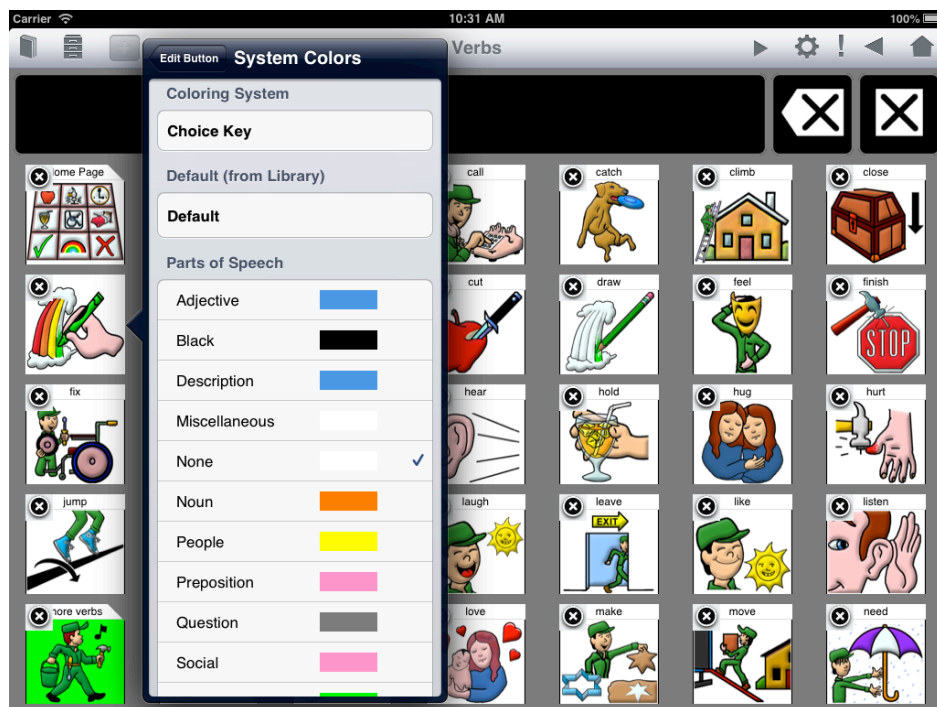 Carrier 10:31 AM 100%
Edit Button System Colors Verbs
Coloring System
Choice Key
Default (from Library)
Default
Parts of Speech
Adjective
Black
Description
Miscellaneous
None
Noun
People
Preposition
Question
Social
ome Page call catch climb close
cut draw feel finish
STOP
fix hear hold hug hurt
jump laugh leave like listen
EXIT
ore verbs love make move need